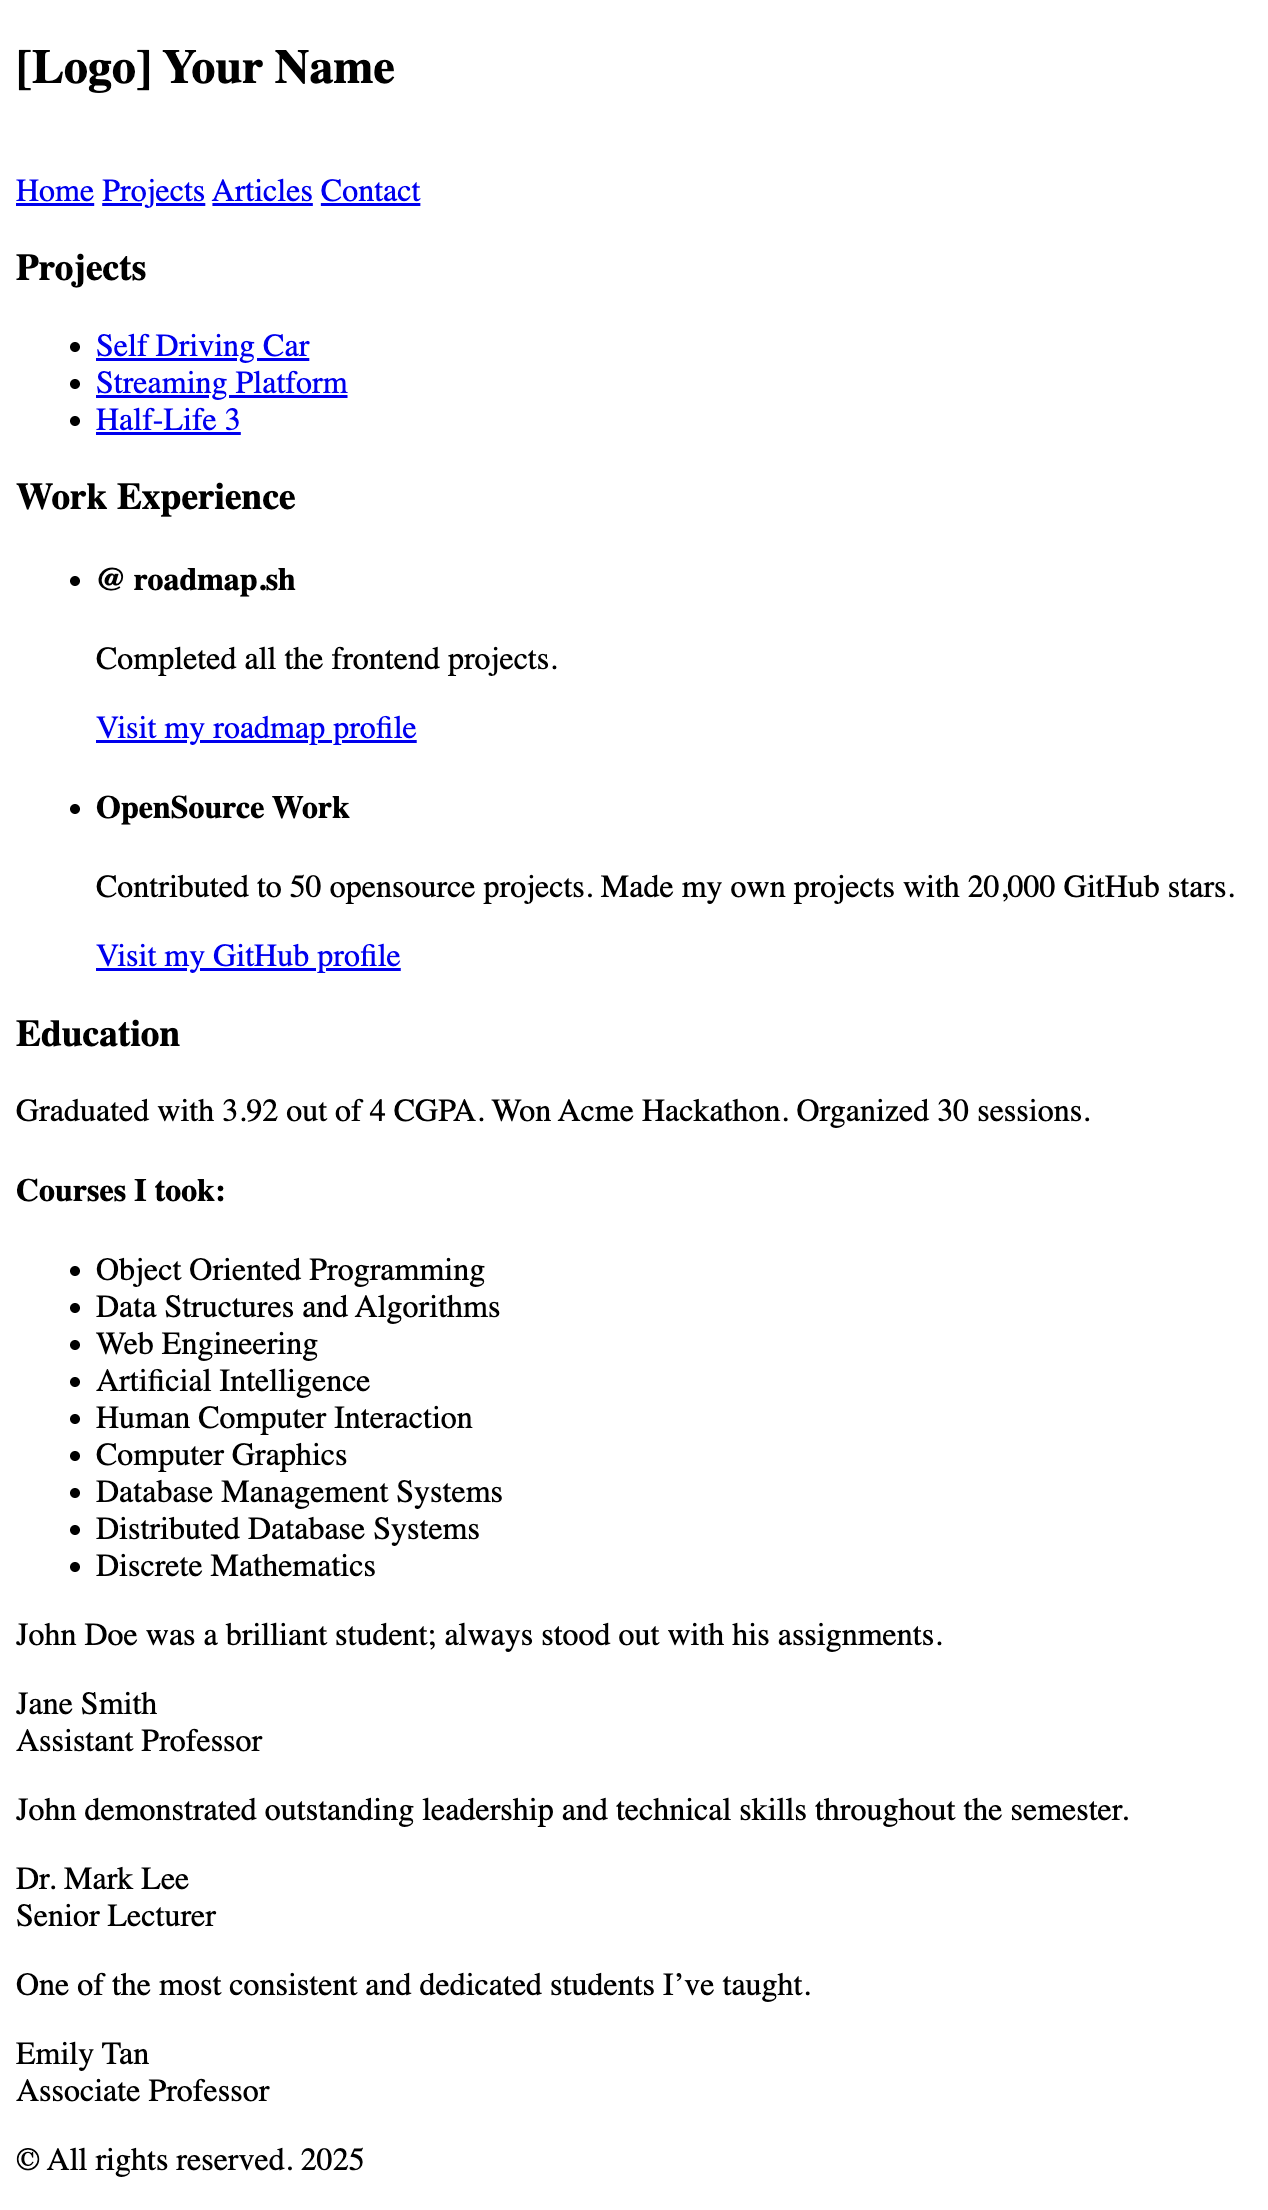 [Logo] Your Name
Home Projects Articles Contact
Projects
• Self Driving Car
• Streaming Platform
• Half-Life 3
Work Experience
• @ roadmap.sh
Completed all the frontend projects.
Visit my roadmap profile
• OpenSource Work
Contributed to 50 opensource projects. Made my own projects with 20,000 GitHub stars.
Visit my GitHub profile
Education
Graduated with 3.92 out of 4 CGPA. Won Acme Hackathon. Organized 30 sessions.
Courses I took:
• Object Oriented Programming
• Data Structures and Algorithms
• Web Engineering
• Artificial Intelligence
• Human Computer Interaction
• Computer Graphics
• Database Management Systems
• Distributed Database Systems
• Discrete Mathematics
John Doe was a brilliant student; always stood out with his assignments.
Jane Smith
Assistant Professor
John demonstrated outstanding leadership and technical skills throughout the semester.
Dr. Mark Lee
Senior Lecturer
One of the most consistent and dedicated students I’ve taught.
Emily Tan
Associate Professor
© All rights reserved. 2025